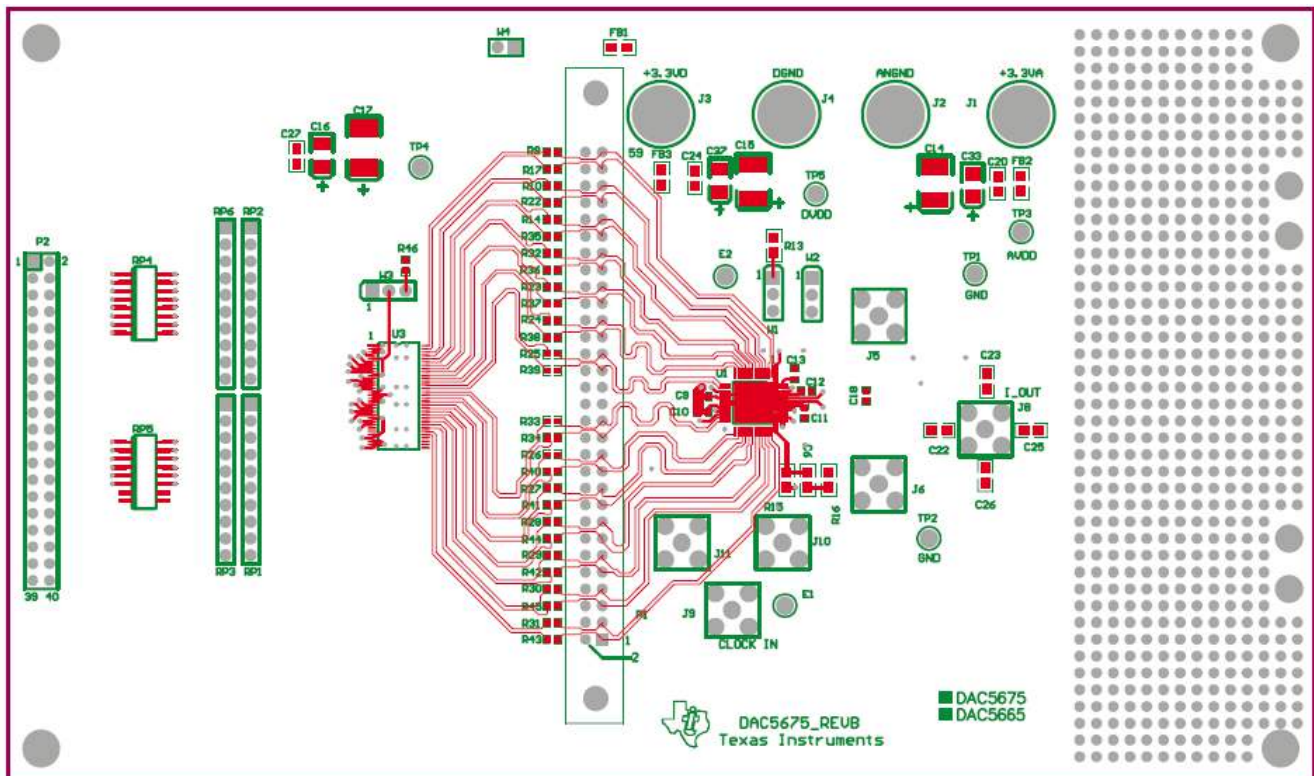 W4
FB1
+3.3VD
DGND
ANGND
+3.3VA
J3
J4
J2
J1
C17
C16
C27
TP4
59
FB3
C24
C37
C15
TP5
DVDD
C14
C33
C20
FB2
TP3
AVDD
R9
R17
R10
R22
R14
R35
R32
R36
R23
R37
R24
R38
R25
R39
R33
R34
R26
R40
R27
R41
R28
R44
R29
R42
R30
R45
R31
R43
RP6
RP2
P2
1
2
RP4
R46
W3
1
1
U3
E2
R13
W2
1
1
W1
TP1
GND
J5
C13
U1
C12
C9
C10
C11
C18
C23
I_OUT
J8
C22
C25
C26
RP5
J6
R15
R16
TP2
GND
J11
J10
RP3
RP1
39 40
E1
R1
J9
CLOCK IN
1
2
DAC5675
DAC5665
DAC5675_REVB
Texas Instruments